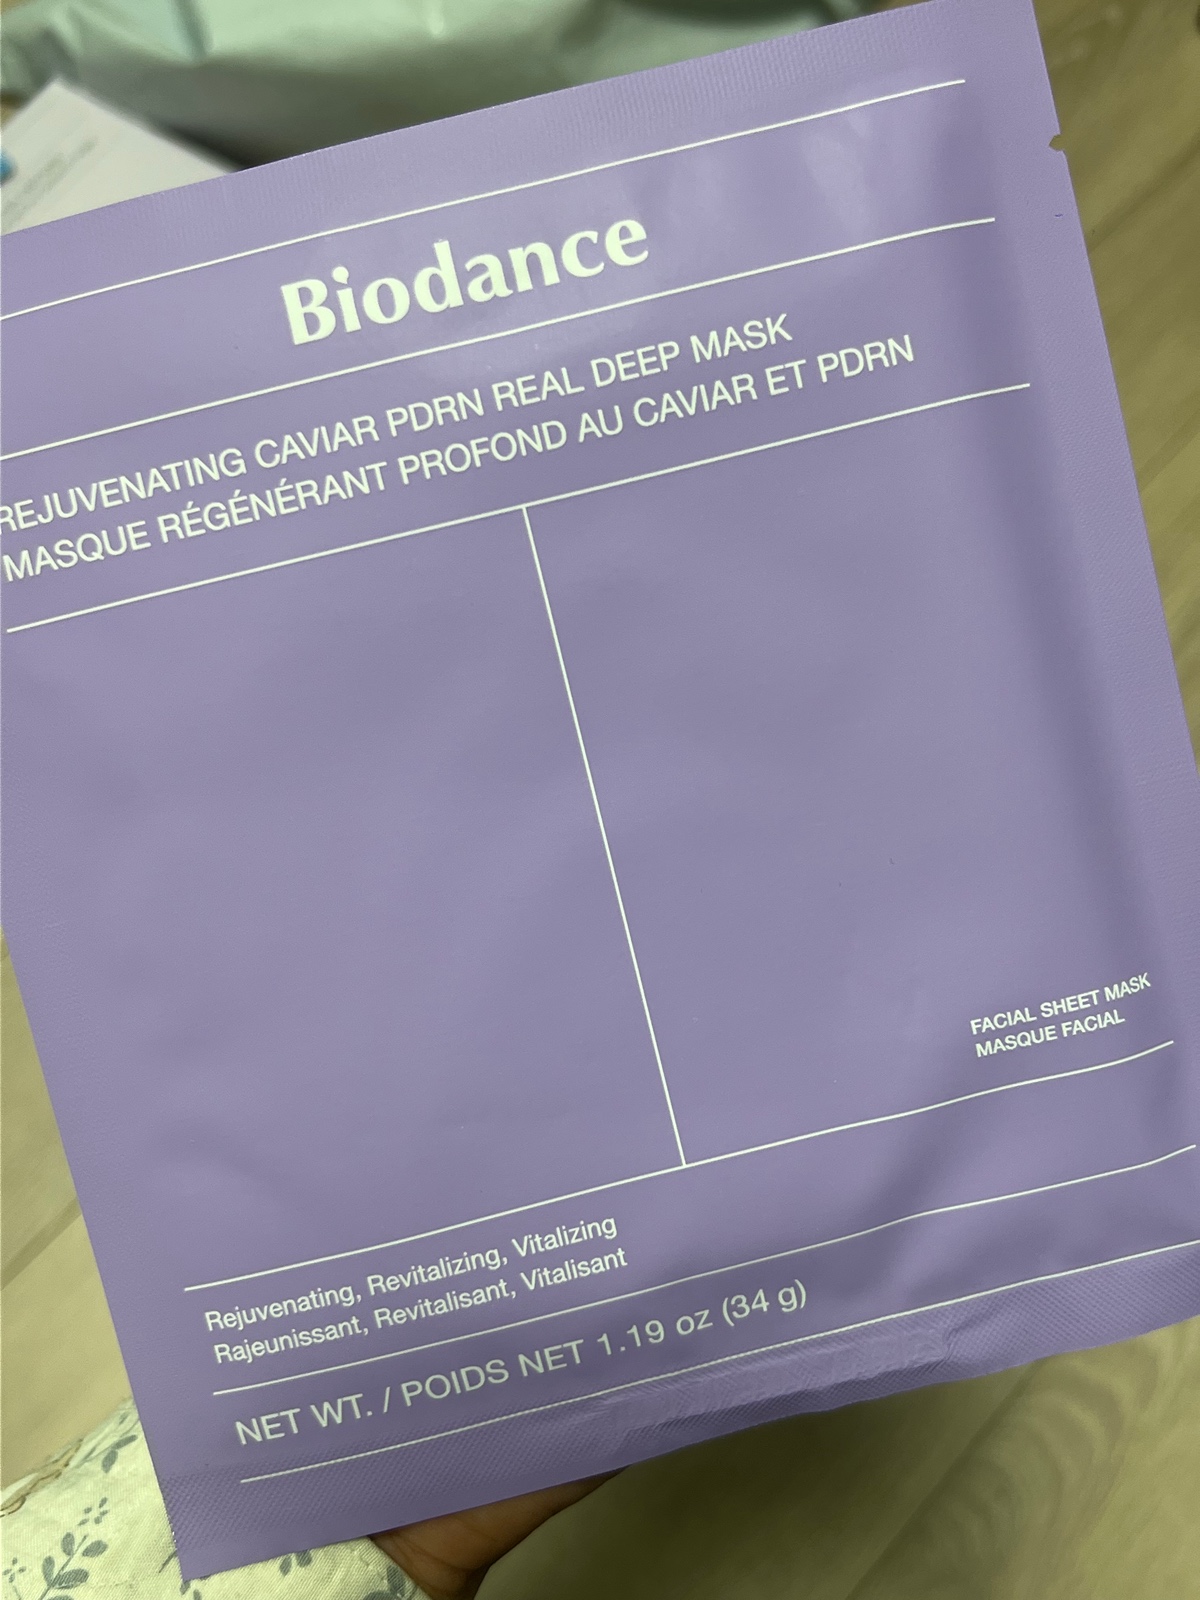 Biodance
REJUVENATING CAVIAR PDRN REAL DEEP MASK
MASQUE RÉGÉNÉRANT PROFOND AU CAVIAR ET PDRN
FACIAL SHEET MASK
MASQUE FACIAL
Rejuvenating, Revitalizing, Vitalizing
Rajeunissant, Revitalisant, Vitalisant
NET WT. / POIDS NET 1.19 oz (34 g)